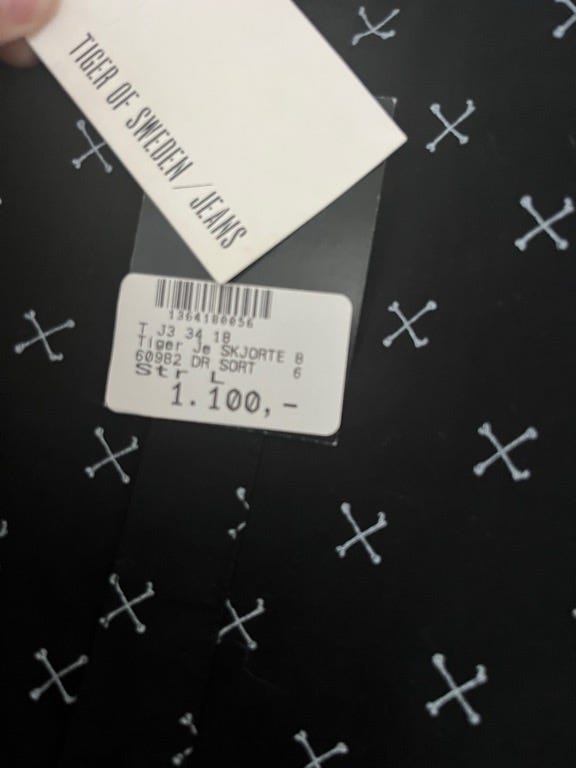 TIGER OF SWEDEN / JEANS
1364180056
T J3 34 18
Tiger Je SKJORTE 8
60982 DR SORT 6
Str L
1.100,-